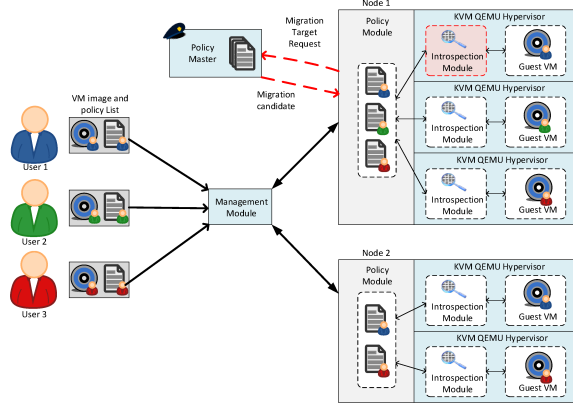 Node 1
Migration
Target
Request
Policy
Master
Migration
candidate
Policy
Module
KVM QEMU Hypervisor
Introspection
Module
Guest VM
KVM QEMU Hypervisor
Introspection
Module
Guest VM
KVM QEMU Hypervisor
Introspection
Module
Guest VM
VM image and
policy List
User 1
User 2
User 3
Management
Module
Node 2
Policy
Module
KVM QEMU Hypervisor
Introspection
Module
Guest VM
KVM QEMU Hypervisor
Introspection
Module
Guest VM